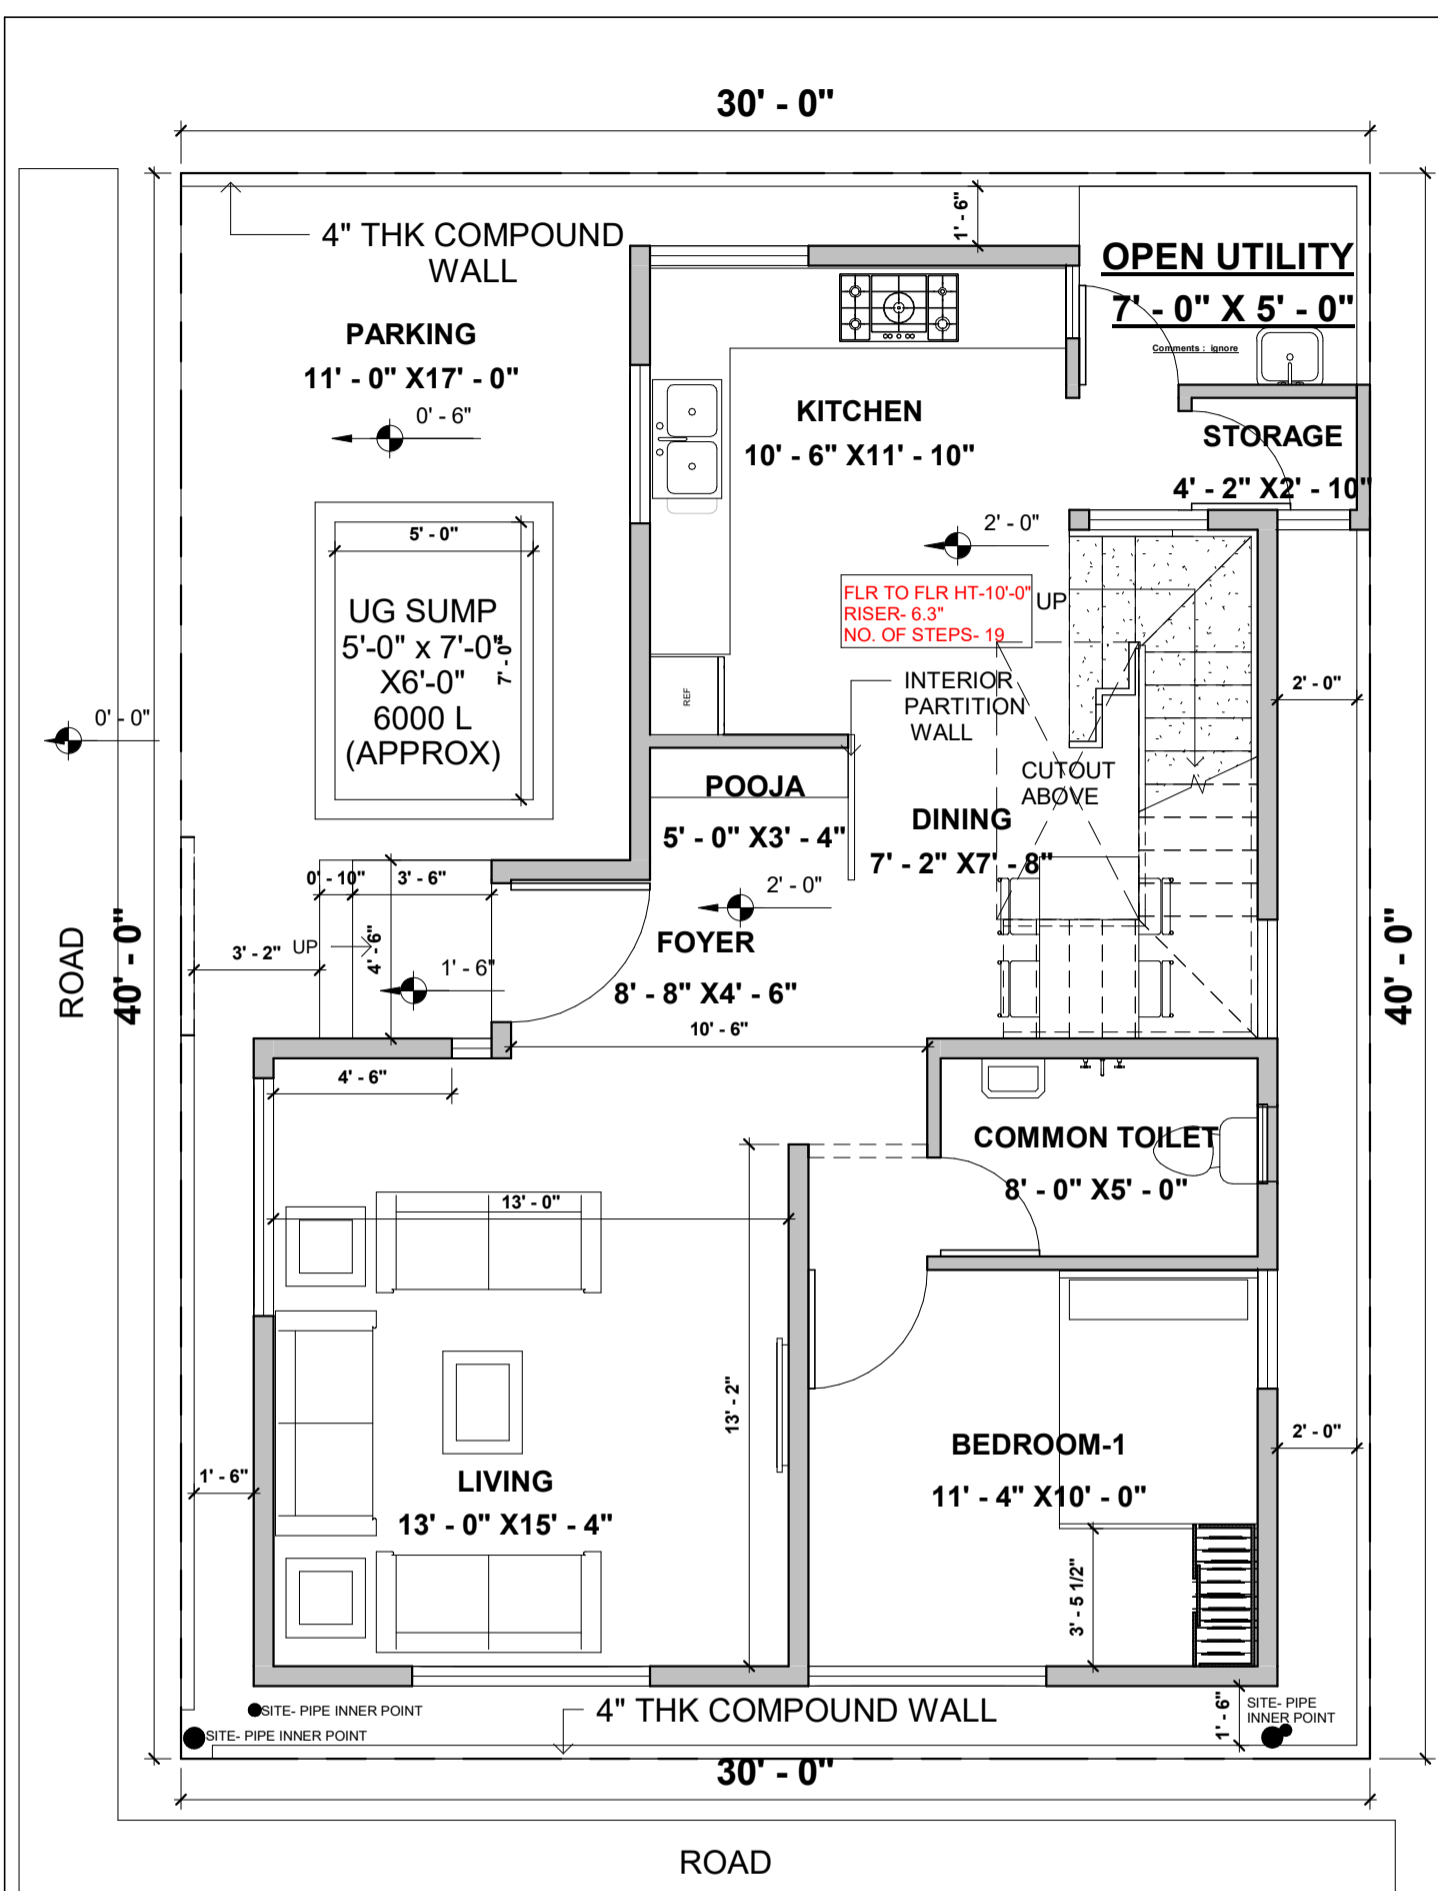 30' - 0"
4" THK COMPOUND
WALL
1' - 6"
OPEN UTILITY
7' - 0" X 5' - 0"
Comments : ignore
PARKING
11' - 0" X17' - 0"
0' - 6"
KITCHEN
10' - 6" X11' - 10"
STORAGE
4' - 2" X2' - 10"
5' - 0"
2' - 0"
UG SUMP
5'-0" x 7'-0"
X6'-0"
6000 L
(APPROX)
7' - 0"
FLR TO FLR HT-10'-0"
RISER- 6.3"
NO. OF STEPS- 19
UP
REF
INTERIOR
PARTITION
WALL
2' - 0"
0' - 0"
CUTOUT
ABOVE
POOJA
5' - 0" X3' - 4"
DINING
7' - 2" X7' - 8"
0' - 10"
3' - 6"
2' - 0"
ROAD
40' - 0"
3' - 2"
UP
4' - 6"
1' - 6"
FOYER
8' - 8" X4' - 6"
10' - 6"
40' - 0"
4' - 6"
COMMON TOILET
8' - 0" X5' - 0"
13' - 0"
13' - 2"
2' - 0"
BEDROOM-1
11' - 4" X10' - 0"
1' - 6"
LIVING
13' - 0" X15' - 4"
3' - 5 1/2"
SITE- PIPE INNER POINT
SITE- PIPE INNER POINT
4" THK COMPOUND WALL
1' - 6"
SITE- PIPE
INNER POINT
30' - 0"
ROAD